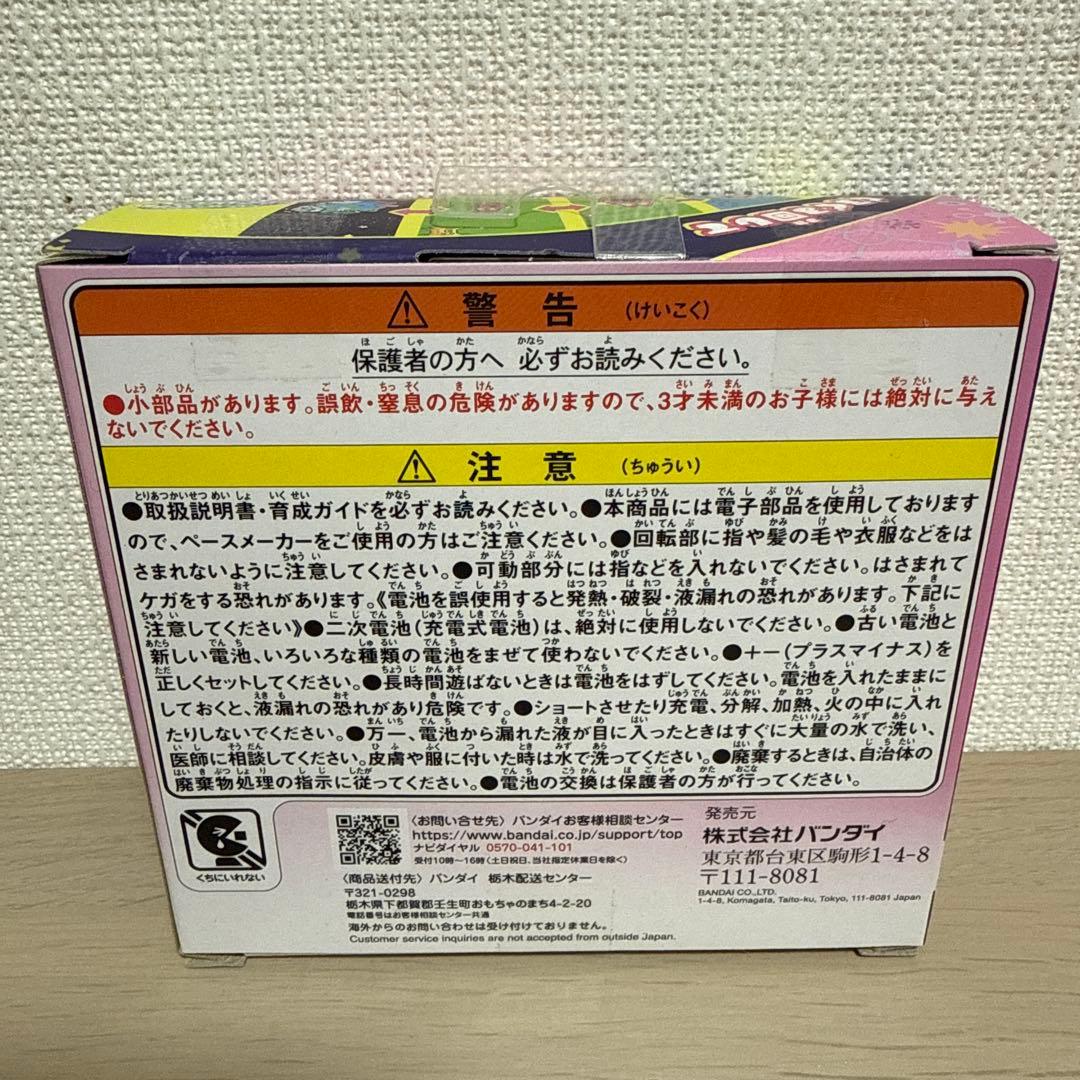 警告 (けいこく)
保護者の方へ 必ずお読みください。
●小部品があります。誤飲・窒息の危険がありますので、3才未満のお子様には絶対に与え
ないでください。
注意 (ちゅうい)
●取扱説明書・育成ガイドを必ずお読みください。●本商品には電子部品を使用しております
ので、ペースメーカーをご使用の方はご注意ください。●回転部に指や髪の毛や衣服などをは
さまれないように注意してください。●可動部分には指などを入れないでください。はさまれて
ケガをする恐れがあります。《電池を誤使用すると発熱・破裂・液漏れの恐れがあります。下記に
注意してください》●二次電池(充電式電池)は、絶対に使用しないでください。●古い電池と
新しい電池、いろいろな種類の電池をまぜて使わないでください。●+-(プラスマイナス)を
正しくセットしてください。●長時間遊ばないときは電池をはずしてください。電池を入れたままに
しておくと、液漏れの恐れがあり危険です。●ショートさせたり充電、分解、加熱、火の中に入れ
たりしないでください。●万一、電池から漏れた液が目に入ったときはすぐに大量の水で洗い、
医師に相談してください。皮膚や服に付いた時は水で洗ってください。●廃棄するときは、自治体の
廃棄物処理の指示に従ってください。●電池の交換は保護者の方が行ってください。
くちにいれない
〈お問い合せ先〉バンダイお客様相談センター
https://www.bandai.co.jp/support/top
ナビダイヤル 0570-041-101
受付10時~16時(土日祝日、当社指定休業日を除く)
〈商品送付先〉バンダイ 栃木配送センター
〒321-0298
栃木県下都賀郡壬生町おもちゃのまち4-2-20
電話番号はお客様相談センター共通
海外からのお問い合わせは受け付けておりません。
Customer service inquiries are not accepted from outside Japan.
発売元
株式会社バンダイ
東京都台東区駒形1-4-8
〒111-8081
BANDAI CO.,LTD.
1-4-8, Komagata, Taito-ku, Tokyo, 111-8081 Japan